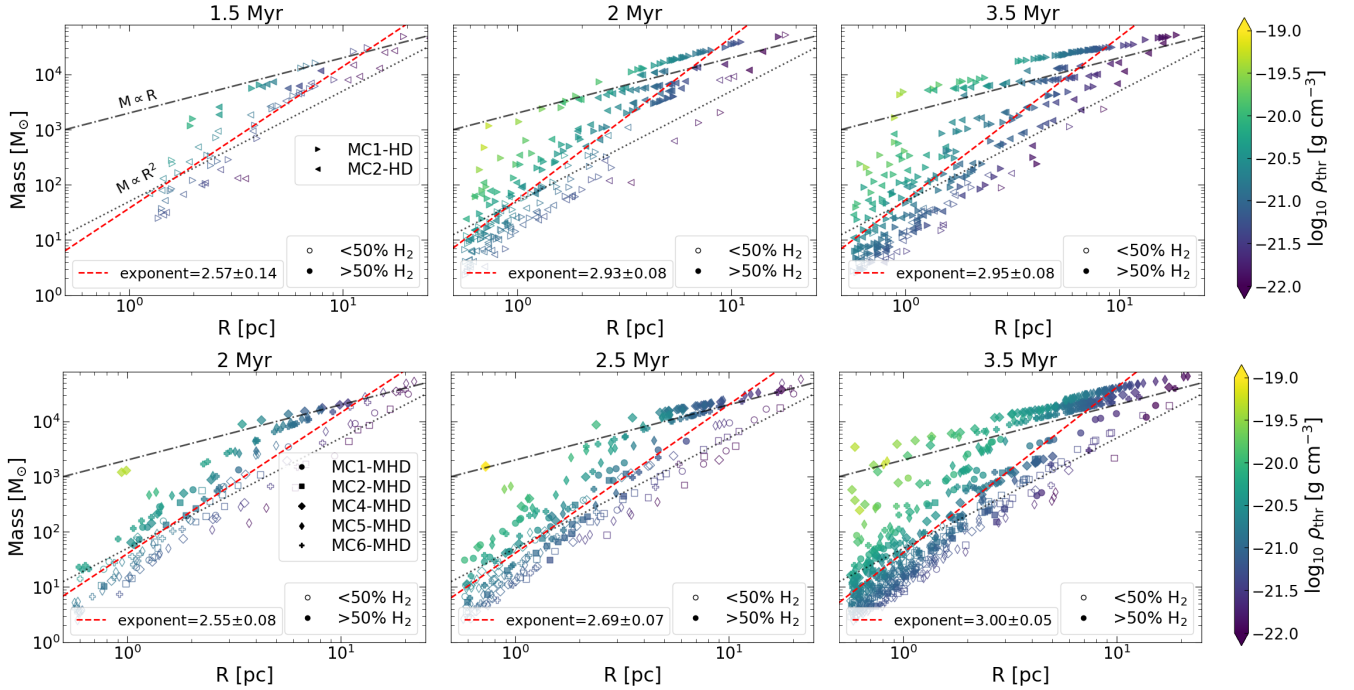 1.5 Myr
2 Myr
3.5 Myr
Mass [M⊙]
10⁴
10³
10²
10¹
10⁰
M ∝ R
M ∝ R²
MC1-HD
MC2-HD
<50% H₂
>50% H₂
exponent=2.57±0.14
<50% H₂
>50% H₂
exponent=2.93±0.08
<50% H₂
>50% H₂
exponent=2.95±0.08
10⁰
10¹
10⁰
10¹
10⁰
10¹
R [pc]
R [pc]
R [pc]
−19.0
−19.5
−20.0
−20.5
−21.0
−21.5
−22.0
log₁₀ ρthr [g cm⁻³]
2 Myr
2.5 Myr
3.5 Myr
Mass [M⊙]
10⁴
10³
10²
10¹
10⁰
MC1-MHD
MC2-MHD
MC4-MHD
MC5-MHD
MC6-MHD
<50% H₂
>50% H₂
exponent=2.55±0.08
<50% H₂
>50% H₂
exponent=2.69±0.07
<50% H₂
>50% H₂
exponent=3.00±0.05
10⁰
10¹
10⁰
10¹
10⁰
10¹
R [pc]
R [pc]
R [pc]
−19.0
−19.5
−20.0
−20.5
−21.0
−21.5
−22.0
log₁₀ ρthr [g cm⁻³]